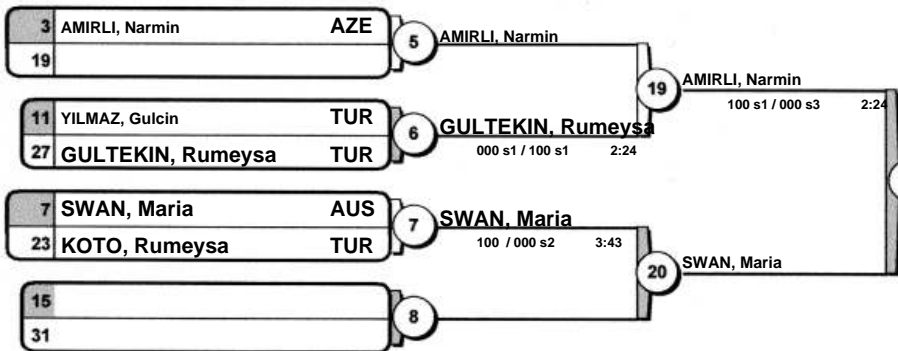 3 AMIRLI, Narmin AZE
19
5 AMIRLI, Narmin
11 YILMAZ, Gulcin TUR
27 GULTEKIN, Rumeysa TUR
6 GULTEKIN, Rumeysa
000 s1 / 100 s1 2:24
19 AMIRLI, Narmin
100 s1 / 000 s3 2:24
7 SWAN, Maria AUS
23 KOTO, Rumeysa TUR
7 SWAN, Maria
100 / 000 s2 3:43
15
31
8
20 SWAN, Maria